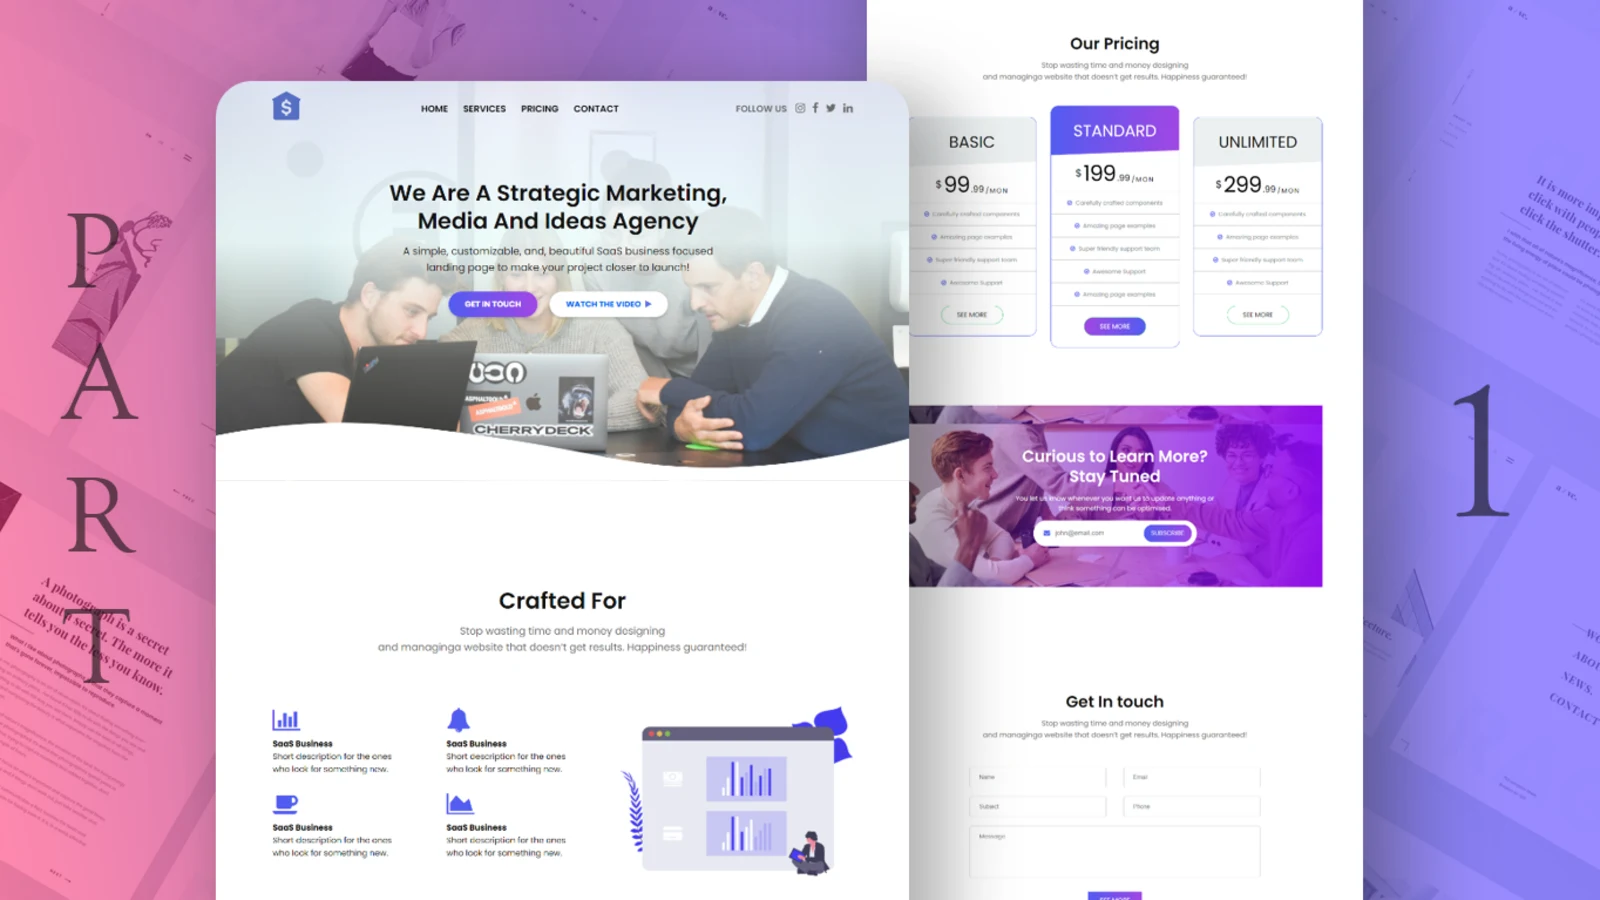 P
A
R
T
1
$
HOME SERVICES PRICING CONTACT
FOLLOW US
We Are A Strategic Marketing,
Media And Ideas Agency
A simple, customizable, and, beautiful SaaS business focused
landing page to make your project closer to launch!
GET IN TOUCH
WATCH THE VIDEO
ASPHALTGOLD
ASPHALTGOLD
CHERRYDECK
Crafted For
Stop wasting time and money designing
and managinga website that doesn't get results. Happiness guaranteed!
SaaS Business
Short description for the ones
who look for something new.
SaaS Business
Short description for the ones
who look for something new.
SaaS Business
Short description for the ones
who look for something new.
SaaS Business
Short description for the ones
who look for something new.
Our Pricing
Stop wasting time and money designing
and managinga website that doesn't get results. Happiness guaranteed!
BASIC
$99.99/MON
Carefully crafted components
Amazing page examples
Super friendly support team
Awesome Support
SEE MORE
STANDARD
$199.99/MON
Carefully crafted components
Amazing page examples
Super friendly support team
Awesome Support
Amazing page examples
SEE MORE
UNLIMITED
$299.99/MON
Carefully crafted components
Amazing page examples
Super friendly support team
Awesome Support
SEE MORE
Curious to Learn More?
Stay Tuned
You let us know whenever you want us to update anything or
think something can be optimised.
john@email.com
SUBSCRIBE
Get In touch
Stop wasting time and money designing
and managinga website that doesn't get results. Happiness guaranteed!
Name
Email
Subject
Phone
Message
SEE MORE
A photograph is a secret
about a secret. The more it
tells you the less you know.
It is more imp
click with peop
click the shutter
ABO
NEWS.
CONTACT